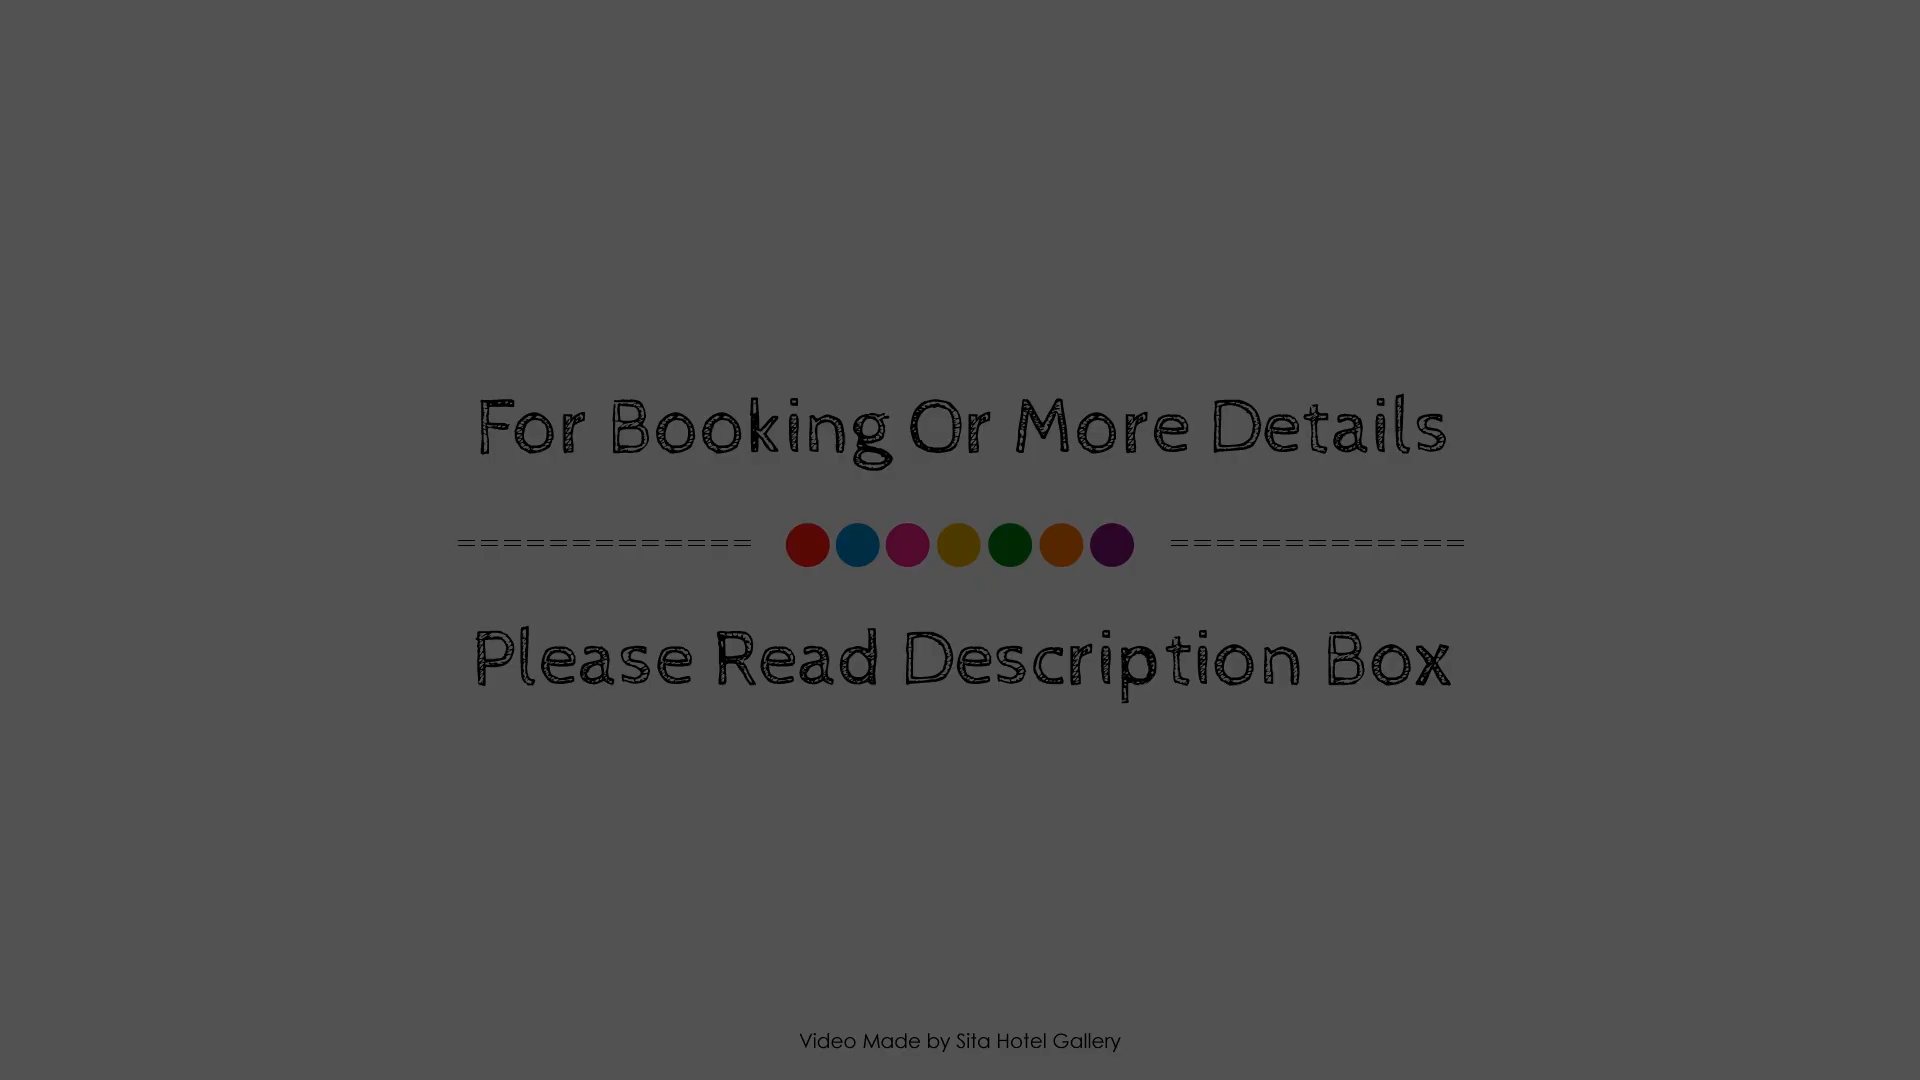 For Booking Or More Details
============= =============
Please Read Description Box
Video Made by Sita Hotel Gallery